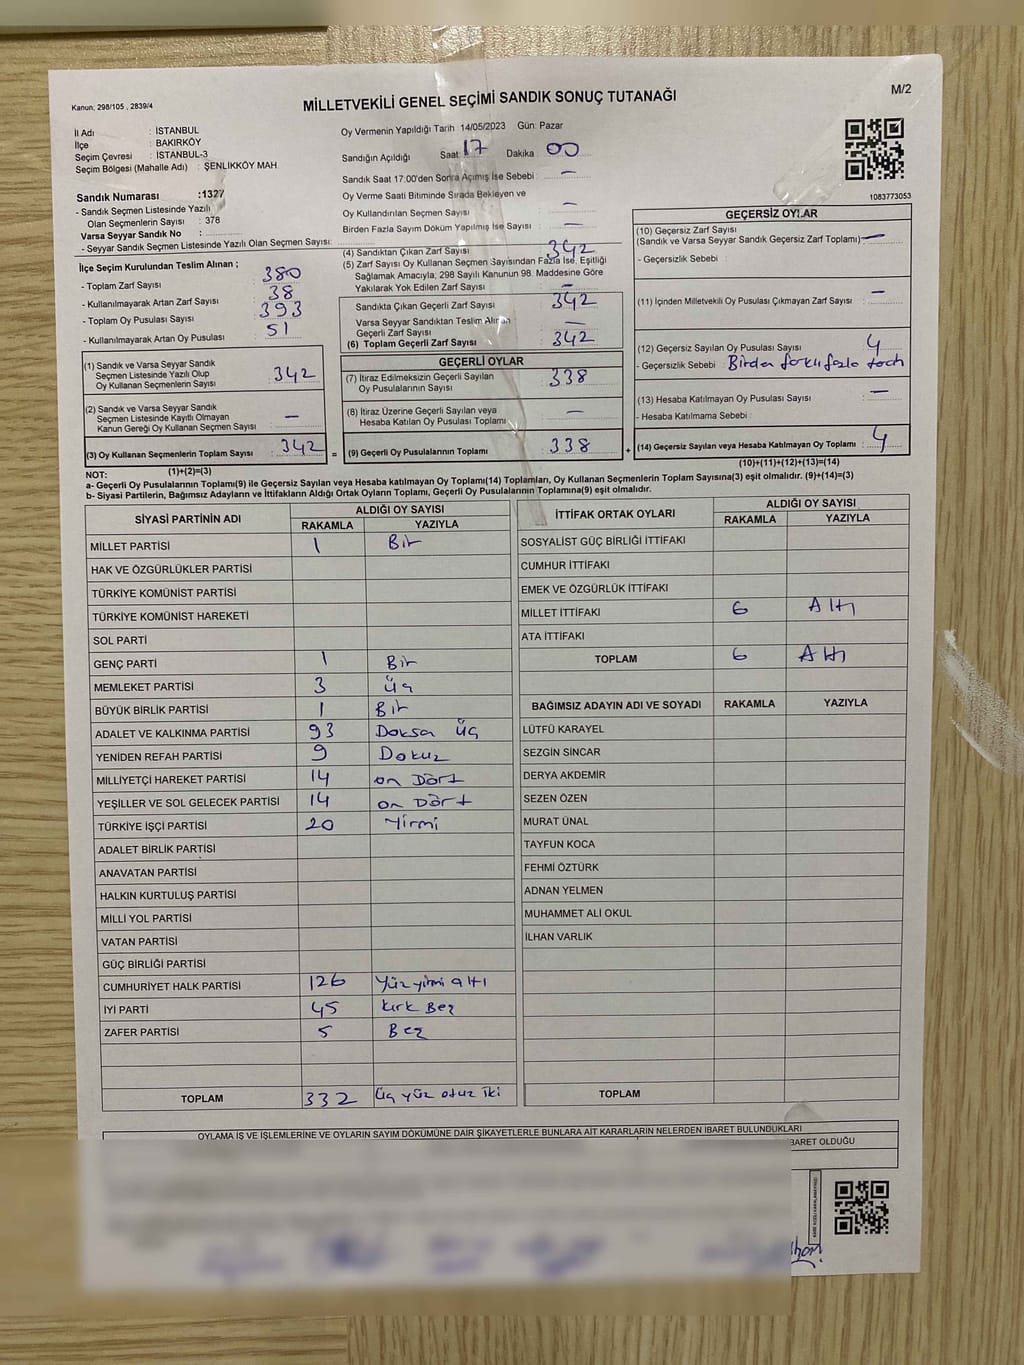 Kanun; 298/105 , 2839/4
MİLLETVEKİLİ GENEL SEÇİMİ SANDIK SONUÇ TUTANAĞI
M/2
İl Adı : İSTANBUL
İlçe : BAKIRKÖY
Seçim Çevresi : İSTANBUL-3
Seçim Bölgesi (Mahalle Adı) : ŞENLİKKÖY MAH.
Sandık Numarası :1327
- Sandık Seçmen Listesinde Yazılı
Olan Seçmenlerin Sayısı : 378
Varsa Seyyar Sandık No :
- Seyyar Sandık Seçmen Listesinde Yazılı Olan Seçmen Sayısı:
Oy Vermenin Yapıldığı Tarih 14/05/2023 Gün: Pazar
Sandığın Açıldığı Saat 17 Dakika 00
Sandık Saat 17:00'den Sonra Açımış İse Sebebi : —
Oy Verme Saati Bitiminde Sırada Bekleyen ve
Oy Kullandırılan Seçmen Sayısı —
Birden Fazla Sayım Döküm Yapılmış İse Sayısı : —
1083773053
İlçe Seçim Kurulundan Teslim Alınan ;
- Toplam Zarf Sayısı : 380
- Kullanılmayarak Artan Zarf Sayısı : 38
- Toplam Oy Pusulası Sayısı : 393
- Kullanılmayarak Artan Oy Pusulası : 51
(4) Sandıktan Çıkan Zarf Sayısı : 342
(5) Zarf Sayısı Oy Kullanan Seçmen Sayısından Fazla İse, Eşitliği
Sağlamak Amacıyla, 298 Sayılı Kanunun 98. Maddesine Göre
Yakılarak Yok Edilen Zarf Sayısı : —
Sandıkta Çıkan Geçerli Zarf Sayısı 342
Varsa Seyyar Sandıktan Teslim Alınan
Geçerli Zarf Sayısı —
(6) Toplam Geçerli Zarf Sayısı : 342
GEÇERSİZ OYLAR
(10) Geçersiz Zarf Sayısı
(Sandık ve Varsa Seyyar Sandık Geçersiz Zarf Toplamı) : —
- Geçersizlik Sebebi :
(11) İçinden Milletvekili Oy Pusulası Çıkmayan Zarf Sayısı : —
(12) Geçersiz Sayılan Oy Pusulası Sayısı : 4
- Geçersizlik Sebebi : Birden
(13) Hesaba Katılmayan Oy Pusulası Sayısı : —
- Hesaba Katılmama Sebebi :
(14) Geçersiz Sayılan veya Hesaba Katılmayan Oy Toplamı : 4
(10)+(11)+(12)+(13)=(14)
(1) Sandık ve Varsa Seyyar Sandık
Seçmen Listesinde Yazılı Olup
Oy Kullanan Seçmenlerin Sayısı : 342
(2) Sandık ve Varsa Seyyar Sandık
Seçmen Listesinde Kayıtlı Olmayan
Kanun Gereği Oy Kullanan Seçmen Sayısı : —
(3) Oy Kullanan Seçmenlerin Toplam Sayısı : 342 =
(1)+(2)=(3)
GEÇERLİ OYLAR
(7) İtiraz Edilmeksizin Geçerli Sayılan
Oy Pusulalarının Sayısı : 338
(8) İtiraz Üzerine Geçerli Sayılan veya
Hesaba Katılan Oy Pusulası Toplamı : —
(9) Geçerli Oy Pusulalarının Toplamı : 338 +
NOT:
a- Geçerli Oy Pusulalarının Toplamı(9) ile Geçersiz Sayılan veya Hesaba katılmayan Oy Toplamı(14) Toplamları, Oy Kullanan Seçmenlerin Toplam Sayısına(3) eşit olmalıdır. (9)+(14)=(3)
b- Siyasi Partilerin, Bağımsız Adayların ve İttifakların Aldığı Ortak Oyların Toplamı, Geçerli Oy Pusulalarının Toplamına(9) eşit olmalıdır.
SİYASİ PARTİNİN ADI ALDIĞI OY SAYISI
RAKAMLA YAZIYLA
MİLLET PARTİSİ 1 Bir
HAK VE ÖZGÜRLÜKLER PARTİSİ
TÜRKİYE KOMÜNİST PARTİSİ
TÜRKİYE KOMÜNİST HAREKETİ
SOL PARTİ
GENÇ PARTİ 1 Bir
MEMLEKET PARTİSİ 3 üç
BÜYÜK BİRLİK PARTİSİ 1 Bir
ADALET VE KALKINMA PARTİSİ 93 Doksa üç
YENİDEN REFAH PARTİSİ 9 Dokuz
MİLLİYETÇİ HAREKET PARTİSİ 14 on Dört
YEŞİLLER VE SOL GELECEK PARTİSİ 14 on Dört
TÜRKİYE İŞÇİ PARTİSİ 20 Yirmi
ADALET BİRLİK PARTİSİ
ANAVATAN PARTİSİ
HALKIN KURTULUŞ PARTİSİ
MİLLİ YOL PARTİSİ
VATAN PARTİSİ
GÜÇ BİRLİĞİ PARTİSİ
CUMHURİYET HALK PARTİSİ 126 Yüz yirmi altı
İYİ PARTİ 45 kırk Beş
ZAFER PARTİSİ 5 Beş
TOPLAM 332 üç yüz otuz iki
İTTİFAK ORTAK OYLARI ALDIĞI OY SAYISI
RAKAMLA YAZIYLA
SOSYALİST GÜÇ BİRLİĞİ İTTİFAKI
CUMHUR İTTİFAKI
EMEK VE ÖZGÜRLÜK İTTİFAKI
MİLLET İTTİFAKI 6 Altı
ATA İTTİFAKI
TOPLAM 6 Altı
BAĞIMSIZ ADAYIN ADI VE SOYADI RAKAMLA YAZIYLA
LÜTFÜ KARAYEL
SEZGİN SİNCAR
DERYA AKDEMİR
SEZEN ÖZEN
MURAT ÜNAL
TAYFUN KOCA
FEHMİ ÖZTÜRK
ADNAN YELMEN
MUHAMMET ALİ OKUL
İLHAN VARLIK
TOPLAM
OYLAMA İŞ VE İŞLEMLERİNE VE OYLARIN SAYIM DÖKÜMÜNE DAİR ŞİKAYETLERLE BUNLARA AİT KARARLARIN NELERDEN İBARET BULUNDUKLARI
BARET OLDUĞU